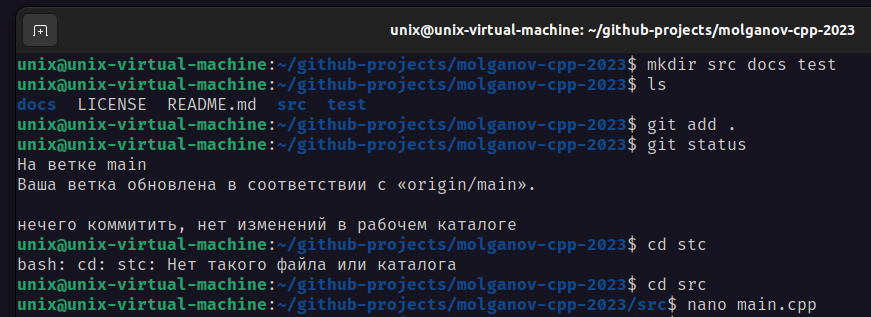 unix@unix-virtual-machine: ~/github-projects/molganov-cpp-2023
unix@unix-virtual-machine:~/github-projects/molganov-cpp-2023$ mkdir src docs test
unix@unix-virtual-machine:~/github-projects/molganov-cpp-2023$ ls
docs  LICENSE  README.md  src  test
unix@unix-virtual-machine:~/github-projects/molganov-cpp-2023$ git add .
unix@unix-virtual-machine:~/github-projects/molganov-cpp-2023$ git status
На ветке main
Ваша ветка обновлена в соответствии с «origin/main».
нечего коммитить, нет изменений в рабочем каталоге
unix@unix-virtual-machine:~/github-projects/molganov-cpp-2023$ cd stc
bash: cd: stc: Нет такого файла или каталога
unix@unix-virtual-machine:~/github-projects/molganov-cpp-2023$ cd src
unix@unix-virtual-machine:~/github-projects/molganov-cpp-2023/src$ nano main.cpp